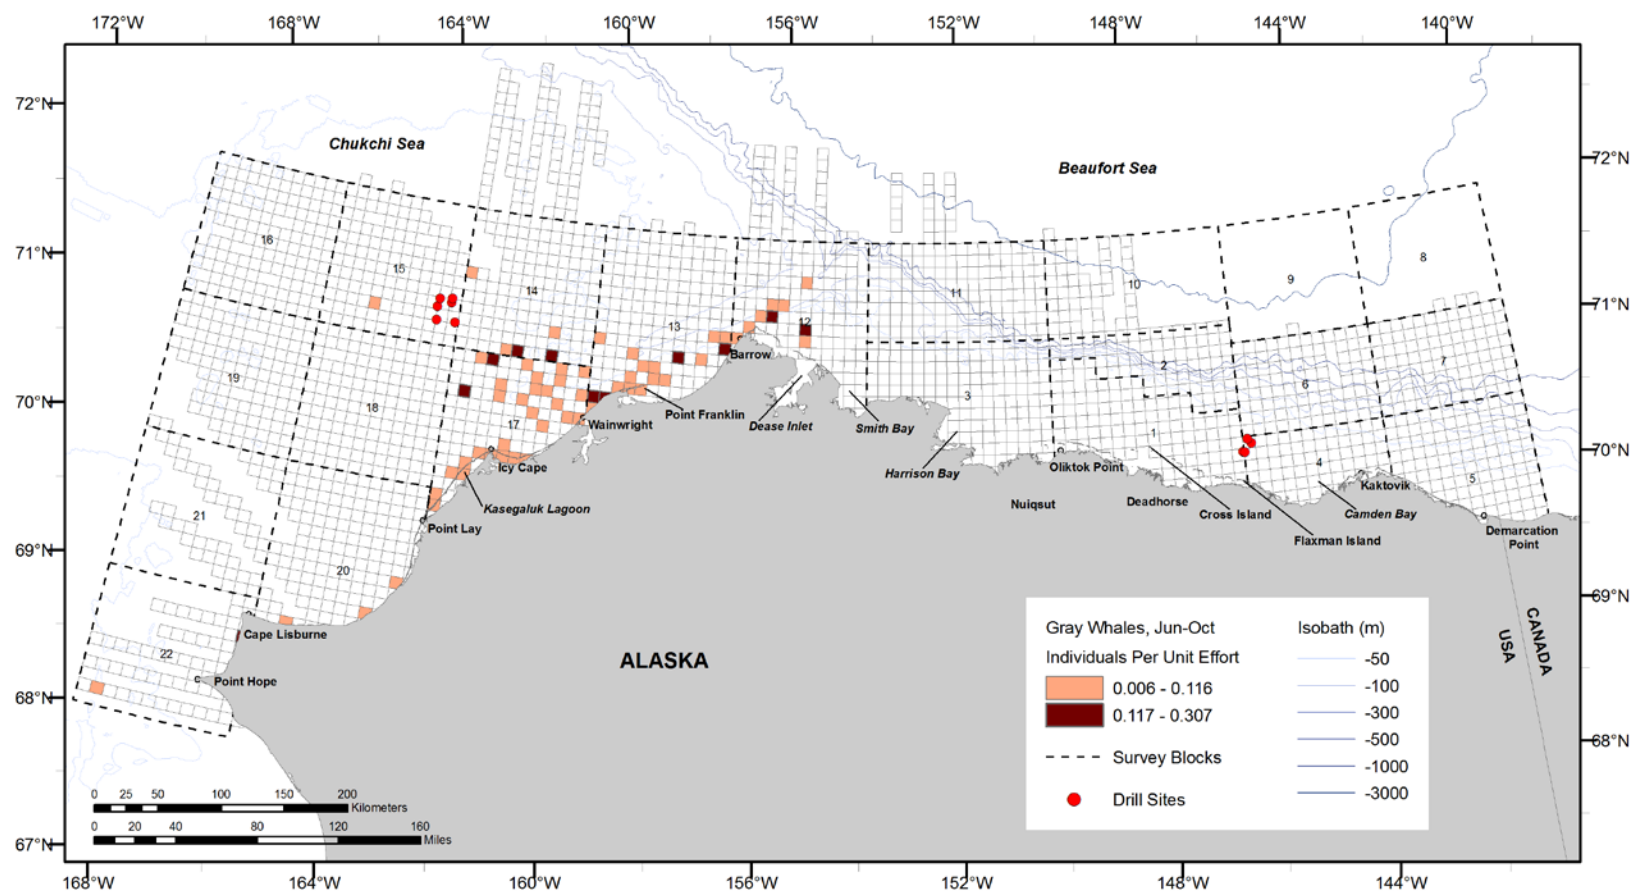 172°W 168°W 164°W 160°W 156°W 152°W 148°W 144°W 140°W
72°N
71°N
70°N
69°N
68°N
67°N
72°N
71°N
70°N
69°N
68°N
Chukchi Sea
Beaufort Sea
16
15
14
13
12
11
10
9
8
19
18
17
3
2
1
6
7
4
5
21
20
22
Barrow
Point Franklin
Wainwright
Dease Inlet
Smith Bay
Harrison Bay
Icy Cape
Kasegaluk Lagoon
Point Lay
Oliktok Point
Nuiqsut
Deadhorse
Cross Island
Flaxman Island
Camden Bay
Kaktovik
Demarcation
Point
Cape Lisburne
Point Hope
ALASKA
USA
CANADA
Gray Whales, Jun-Oct
Individuals Per Unit Effort
0.006 - 0.116
0.117 - 0.307
Survey Blocks
Drill Sites
Isobath (m)
-50
-100
-300
-500
-1000
-3000
0 25 50 100 150 200
Kilometers
0 20 40 80 120 160
Miles
168°W 164°W 160°W 156°W 152°W 148°W 144°W